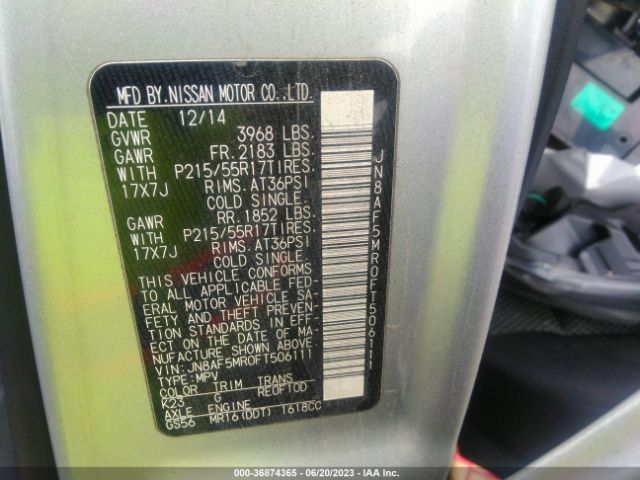 MFD BY.NISSAN MOTOR CO.,LTD.
DATE 12/14
GVWR 3968 LBS.
GAWR FR. 2183 LBS.
WITH P215/55R17TIRES.
17X7J RIMS. AT36PSI
COLD SINGLE.
GAWR RR. 1852 LBS.
WITH P215/55R17TIRES.
17X7J RIMS. AT36PSI
COLD SINGLE.
THIS VEHICLE CONFORMS
TO ALL APPLICABLE FED-
ERAL MOTOR VEHICLE SA-
FETY AND THEFT PREVEN-
TION STANDARDS IN EFF-
ECT ON THE DATE OF MA-
NUFACTURE SHOWN ABOVE.
VIN: JN8AF5MR0FT506111
TYPE: MPV
COLOR TRIM TRANS
K23 G RE0F10D
AXLE ENGINE
GS56 MR16(DDT) 1618CC
JN8AF5MR0FT506111
000-36874365 | 06/20/2023 | IAA Inc.